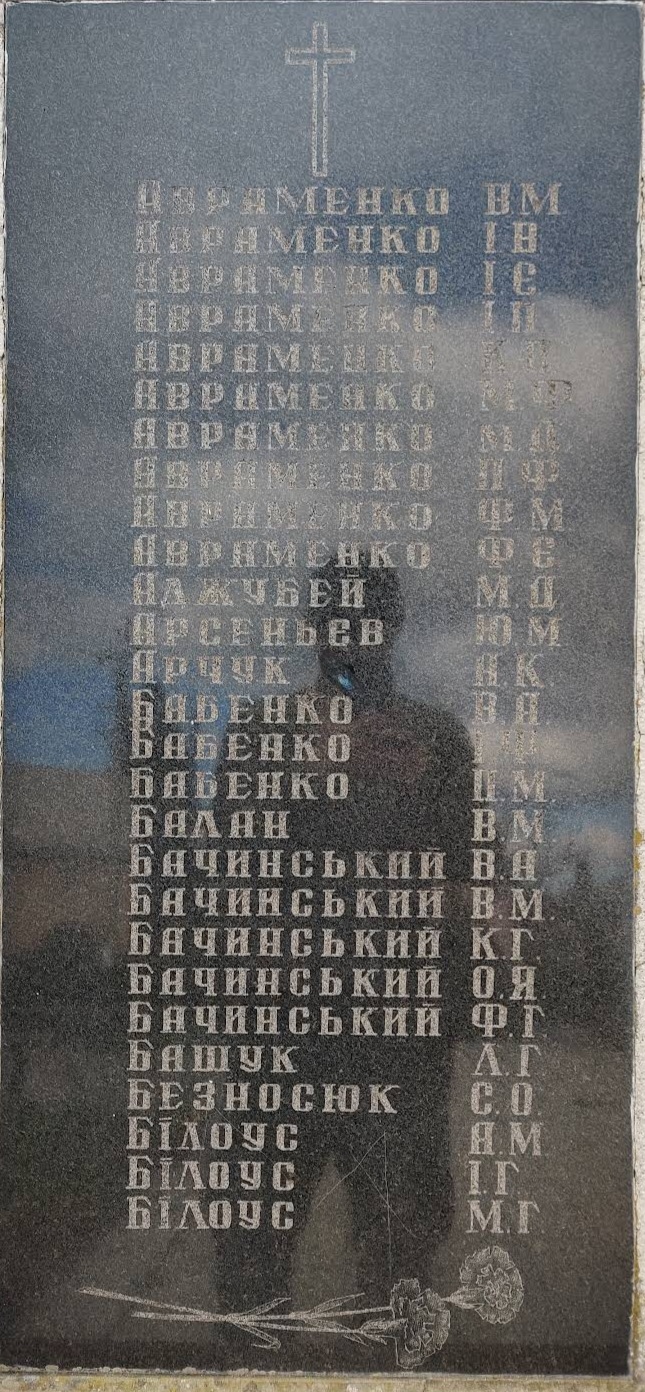 АВРАМЕНКО В М
АВРАМЕНКО І В
АВРАМЕНКО І Є
АВРАМЕНКО І П
АВРАМЕНКО
АВРАМЕНКО М Ф
АВРАМЕНКО М Д
АВРАМЕНКО П Ф
АВРАМЕНКО Ф М
АВРАМЕНКО Ф Є
АДЖУБЕЙ М. Д
АРСЕНЬЄВ Ю. М
АРЧУК А К
БАБЕНКО В. А
БАБЕНКО
БАБЕНКО П. М.
БАЛАН В. М.
БАЧИНСЬКИЙ В. А
БАЧИНСЬКИЙ В. М.
БАЧИНСЬКИЙ К. Г.
БАЧИНСЬКИЙ О. Я.
БАЧИНСЬКИЙ Ф. Г
БАШУК Л. Г
БЕЗНОСЮК С. О.
БІЛОУС А. М
БІЛОУС І. Г
БІЛОУС М. Г